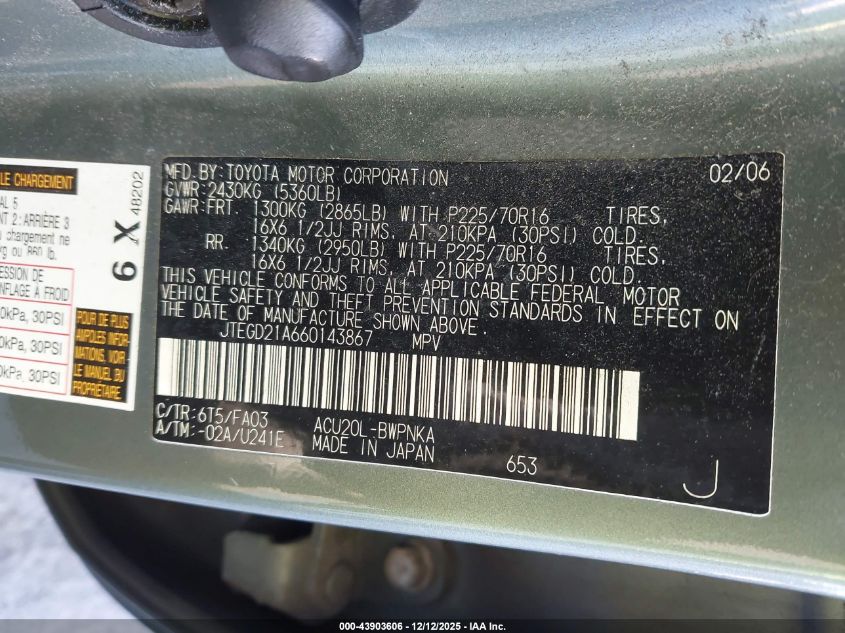 LE CHARGEMENT
AL 5
NT 2: ARRIÈRE 3
u chargement ne
kg ou 860 lb.
6 X 48202
ESSION DE
NFLAGE À FROID
0kPa, 30PSI
0kPa, 30PSI
0kPa, 30PSI
POUR DE PLUS
AMPLES INFOR-
MATIONS, VOIR
LE MANUEL DU
PROPRIÉTAIRE
MFD BY: TOYOTA MOTOR CORPORATION 02/06
GVWR: 2430KG (5360LB)
GAWR: FRT. 1300KG (2865LB) WITH P225/70R16 TIRES,
16X6 1/2JJ RIMS, AT 210KPA (30PSI) COLD.
RR. 1340KG (2950LB) WITH P225/70R16 TIRES,
16X6 1/2JJ RIMS, AT 210KPA (30PSI) COLD.
THIS VEHICLE CONFORMS TO ALL APPLICABLE FEDERAL MOTOR
VEHICLE SAFETY AND THEFT PREVENTION STANDARDS IN EFFECT ON
THE DATE OF MANUFACTURE SHOWN ABOVE.
JTEGD21A660143867 MPV
C/TR: 6T5/FA03 ACU20L-BWPNKA
A/TM: -02A/U241E MADE IN JAPAN 653
J
000-43903606 - 12/12/2025 - IAA Inc.